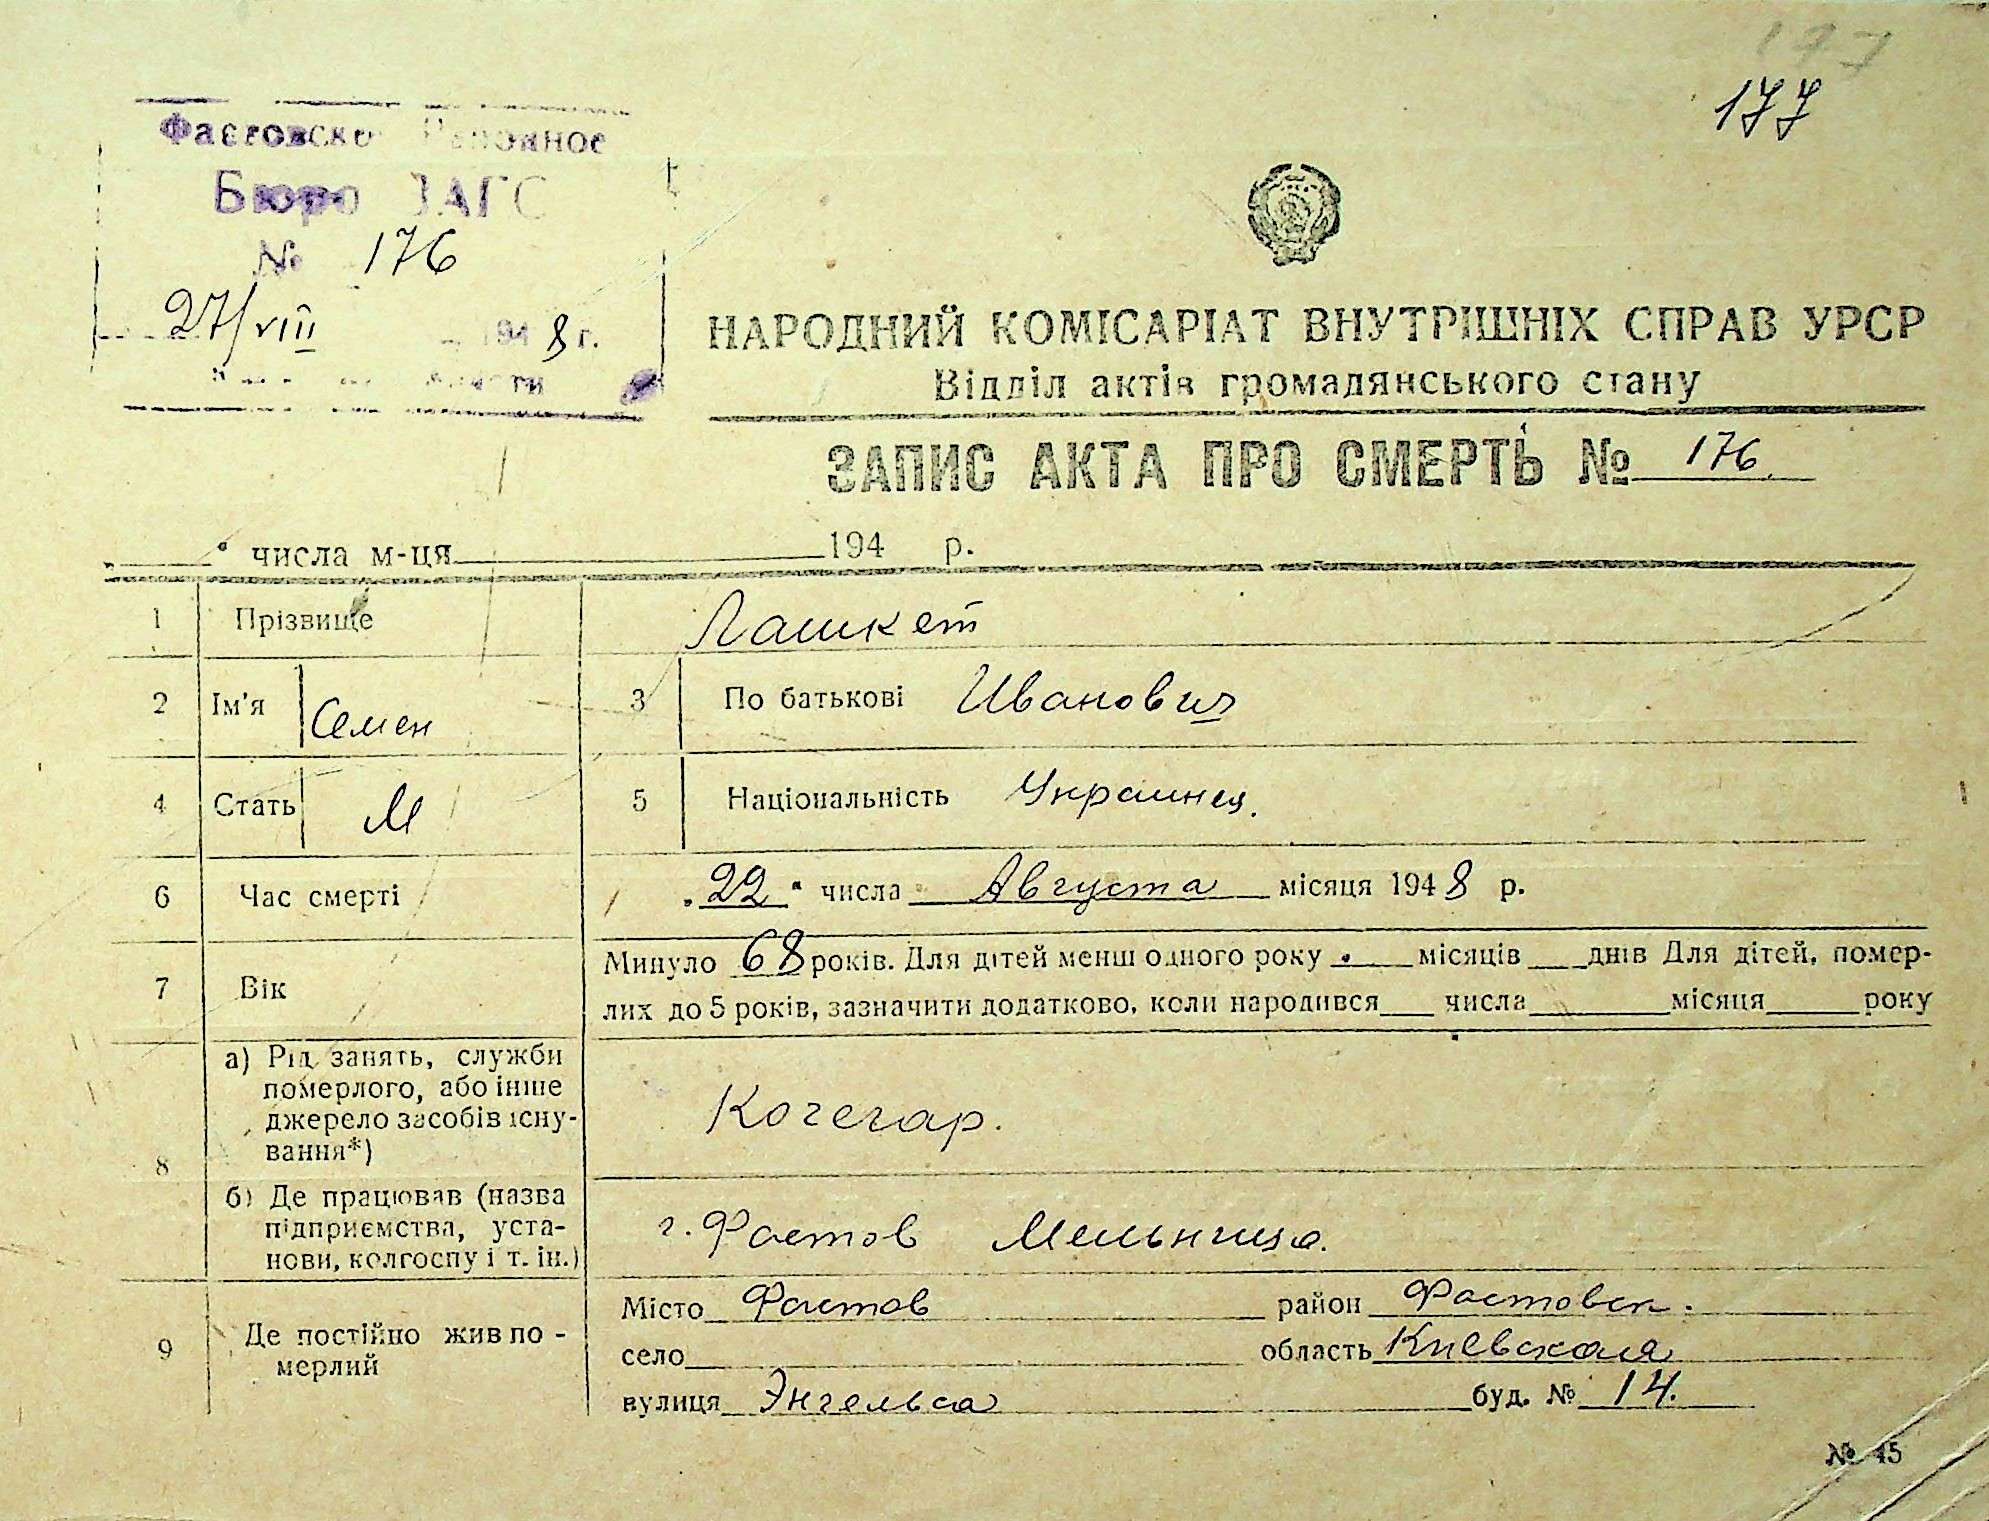 177
177
Фастовско Районное
Бюро ЗАГС
№ 176
27/VIII 1948 г.
НАРОДНИЙ КОМІСАРІАТ ВНУТРІШНІХ СПРАВ УРСР
Відділ актів громадянського стану
ЗАПИС АКТА ПРО СМЕРТЬ № 176
" числа м-ця 194 р.
1 Прізвище Лашкет
2 Ім'я Семен 3 По батькові Иванович
4 Стать М 5 Національність Украинец.
6 Час смерті „22" числа Августа місяця 1948 р.
7 Вік Минуло 68 років. Для дітей менш одного року місяців днів Для дітей, помер-
лих до 5 років, зазначити додатково, коли народився числа місяця року
8 а) Рід занять, служби
померлого, або інше
джерело засобів існу-
вання*)
Кочегар.
б) Де працював (назва
підприємства, уста-
нови, колгоспу і т. ін.)
г. Фастов Мельница.
9 Де постійно жив по-
мерлий
Місто Фастов район Фастовск.
село область Киевская
вулиця Энгельса буд. № 14.
№ 45